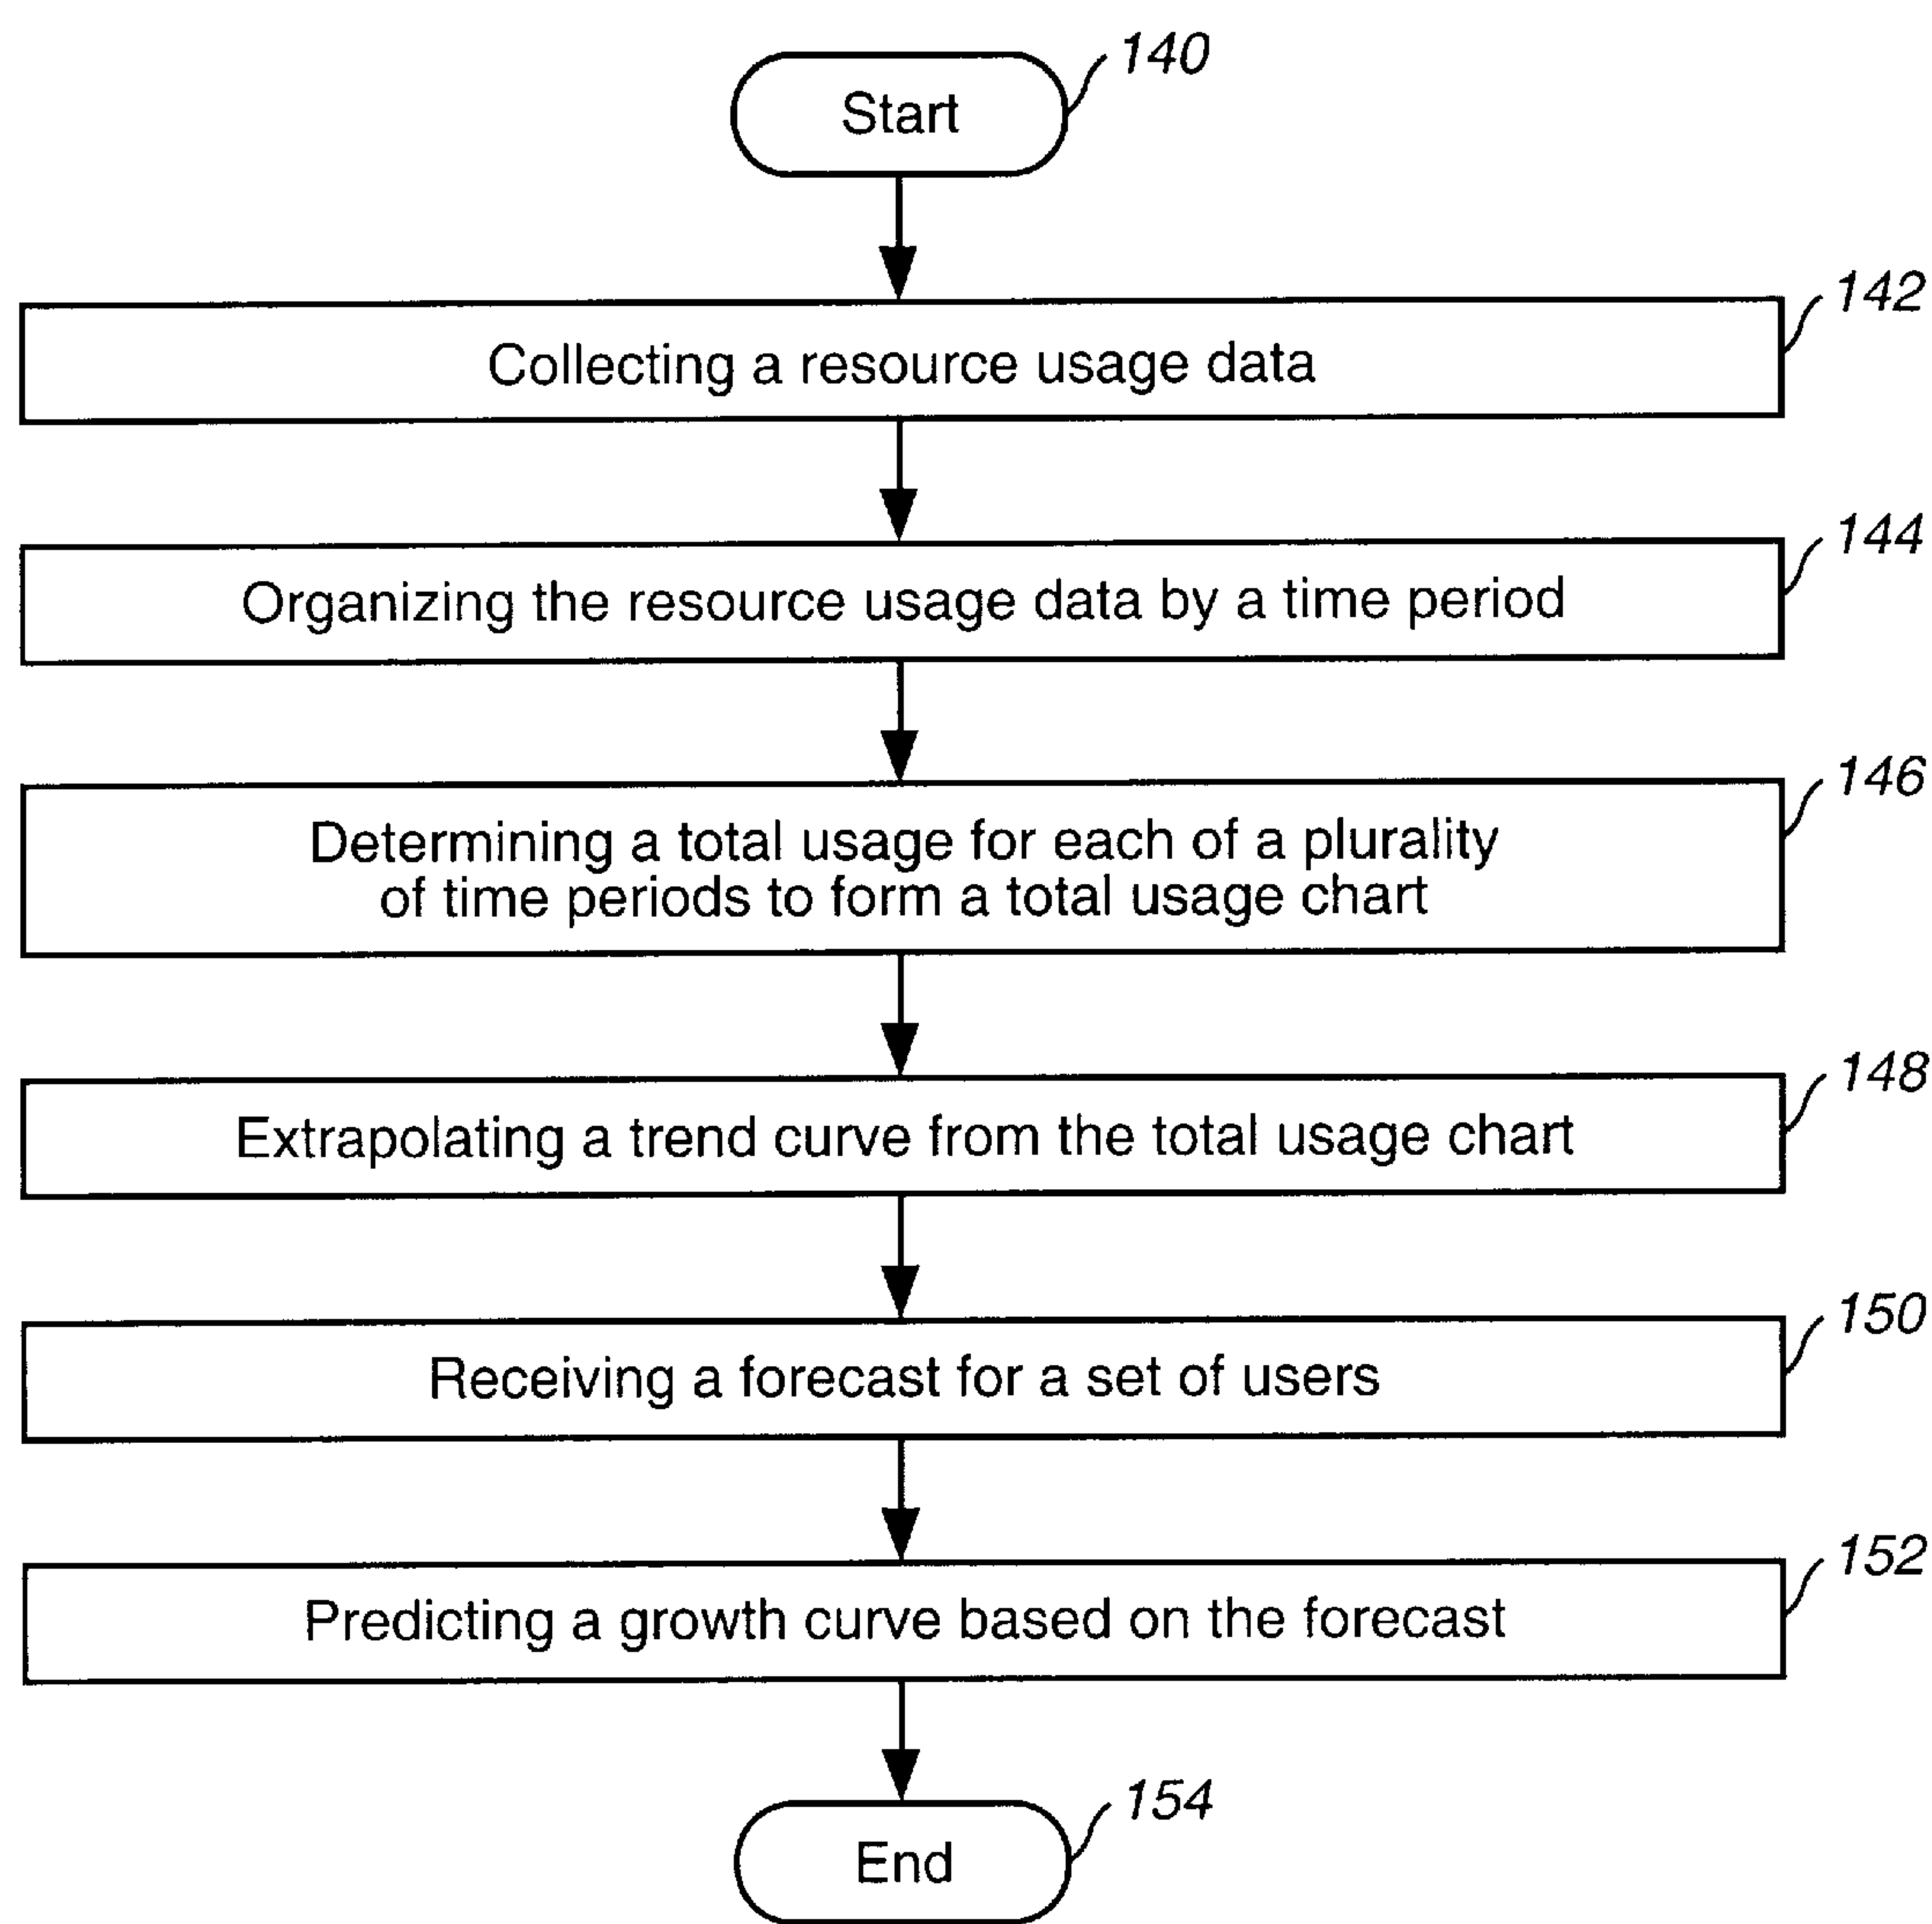 140
Start
142
Collecting a resource usage data
144
Organizing the resource usage data by a time period
146
Determining a total usage for each of a plurality
of time periods to form a total usage chart
148
Extrapolating a trend curve from the total usage chart
150
Receiving a forecast for a set of users
152
Predicting a growth curve based on the forecast
154
End